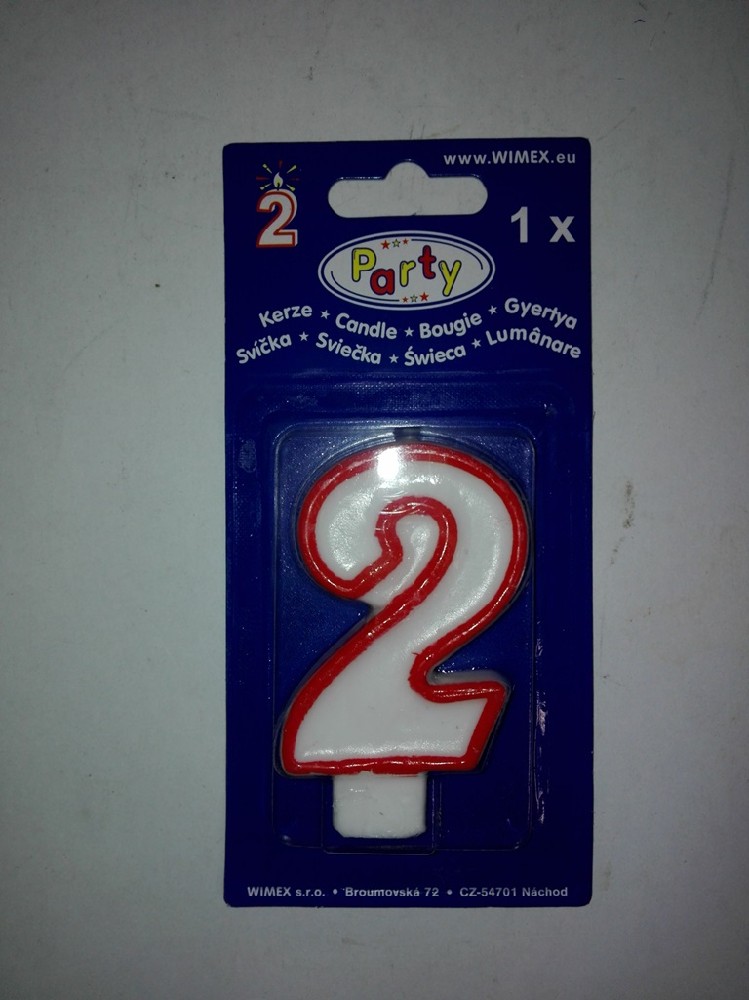 www.WIMEX.eu
2
1 x
Party
Kerze ★ Candle ★ Bougie ★ Gyertya
Svíčka ★ Sviečka ★ Świeca ★ Lumânare
2
WIMEX s.r.o. • Broumovská 72 • CZ-54701 Náchod